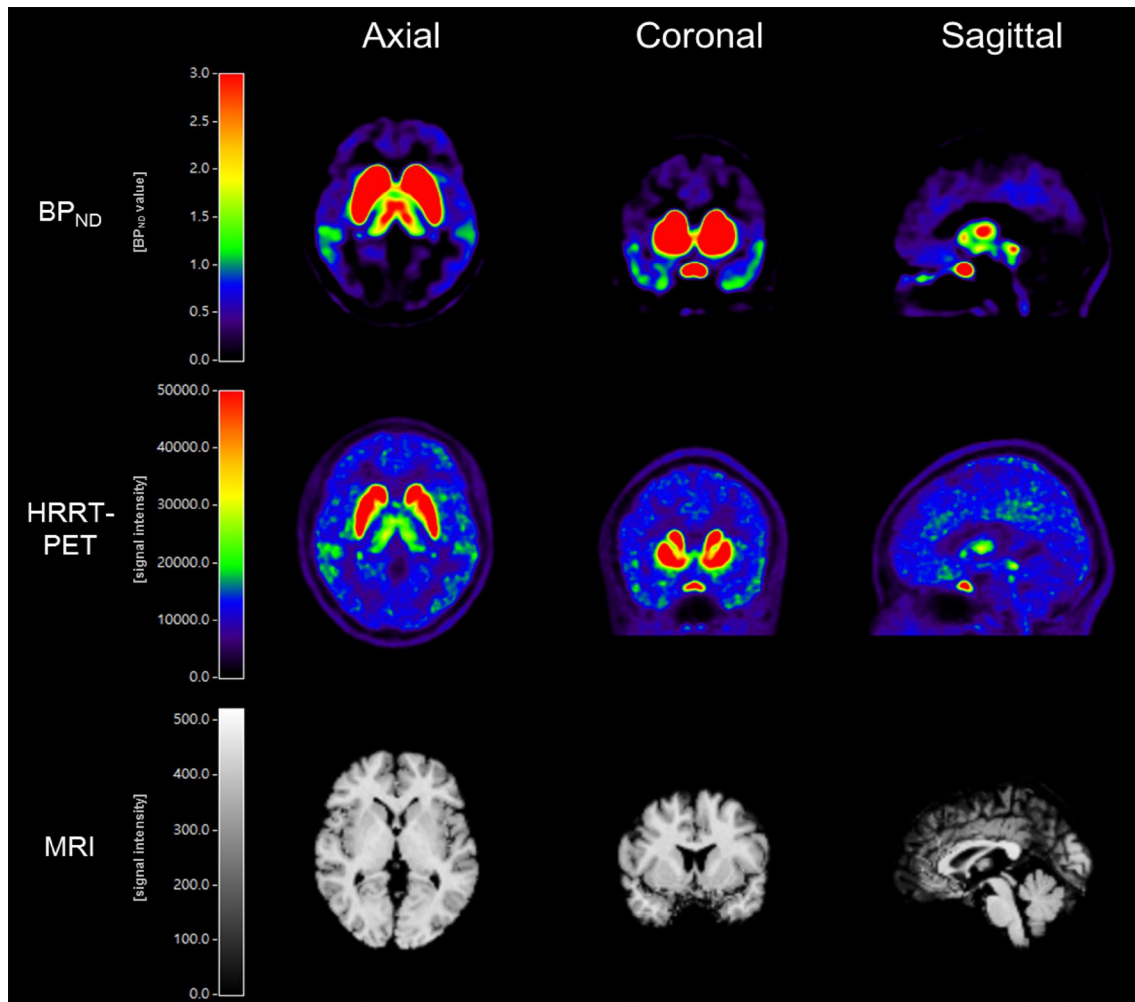 Axial Coronal Sagittal
BPND
[BPND value]
3.0
2.5
2.0
1.5
1.0
0.5
0.0
HRRT-
PET
[signal intensity]
50000.0
40000.0
30000.0
20000.0
10000.0
0.0
MRI
[signal intensity]
500.0
400.0
300.0
200.0
100.0
0.0